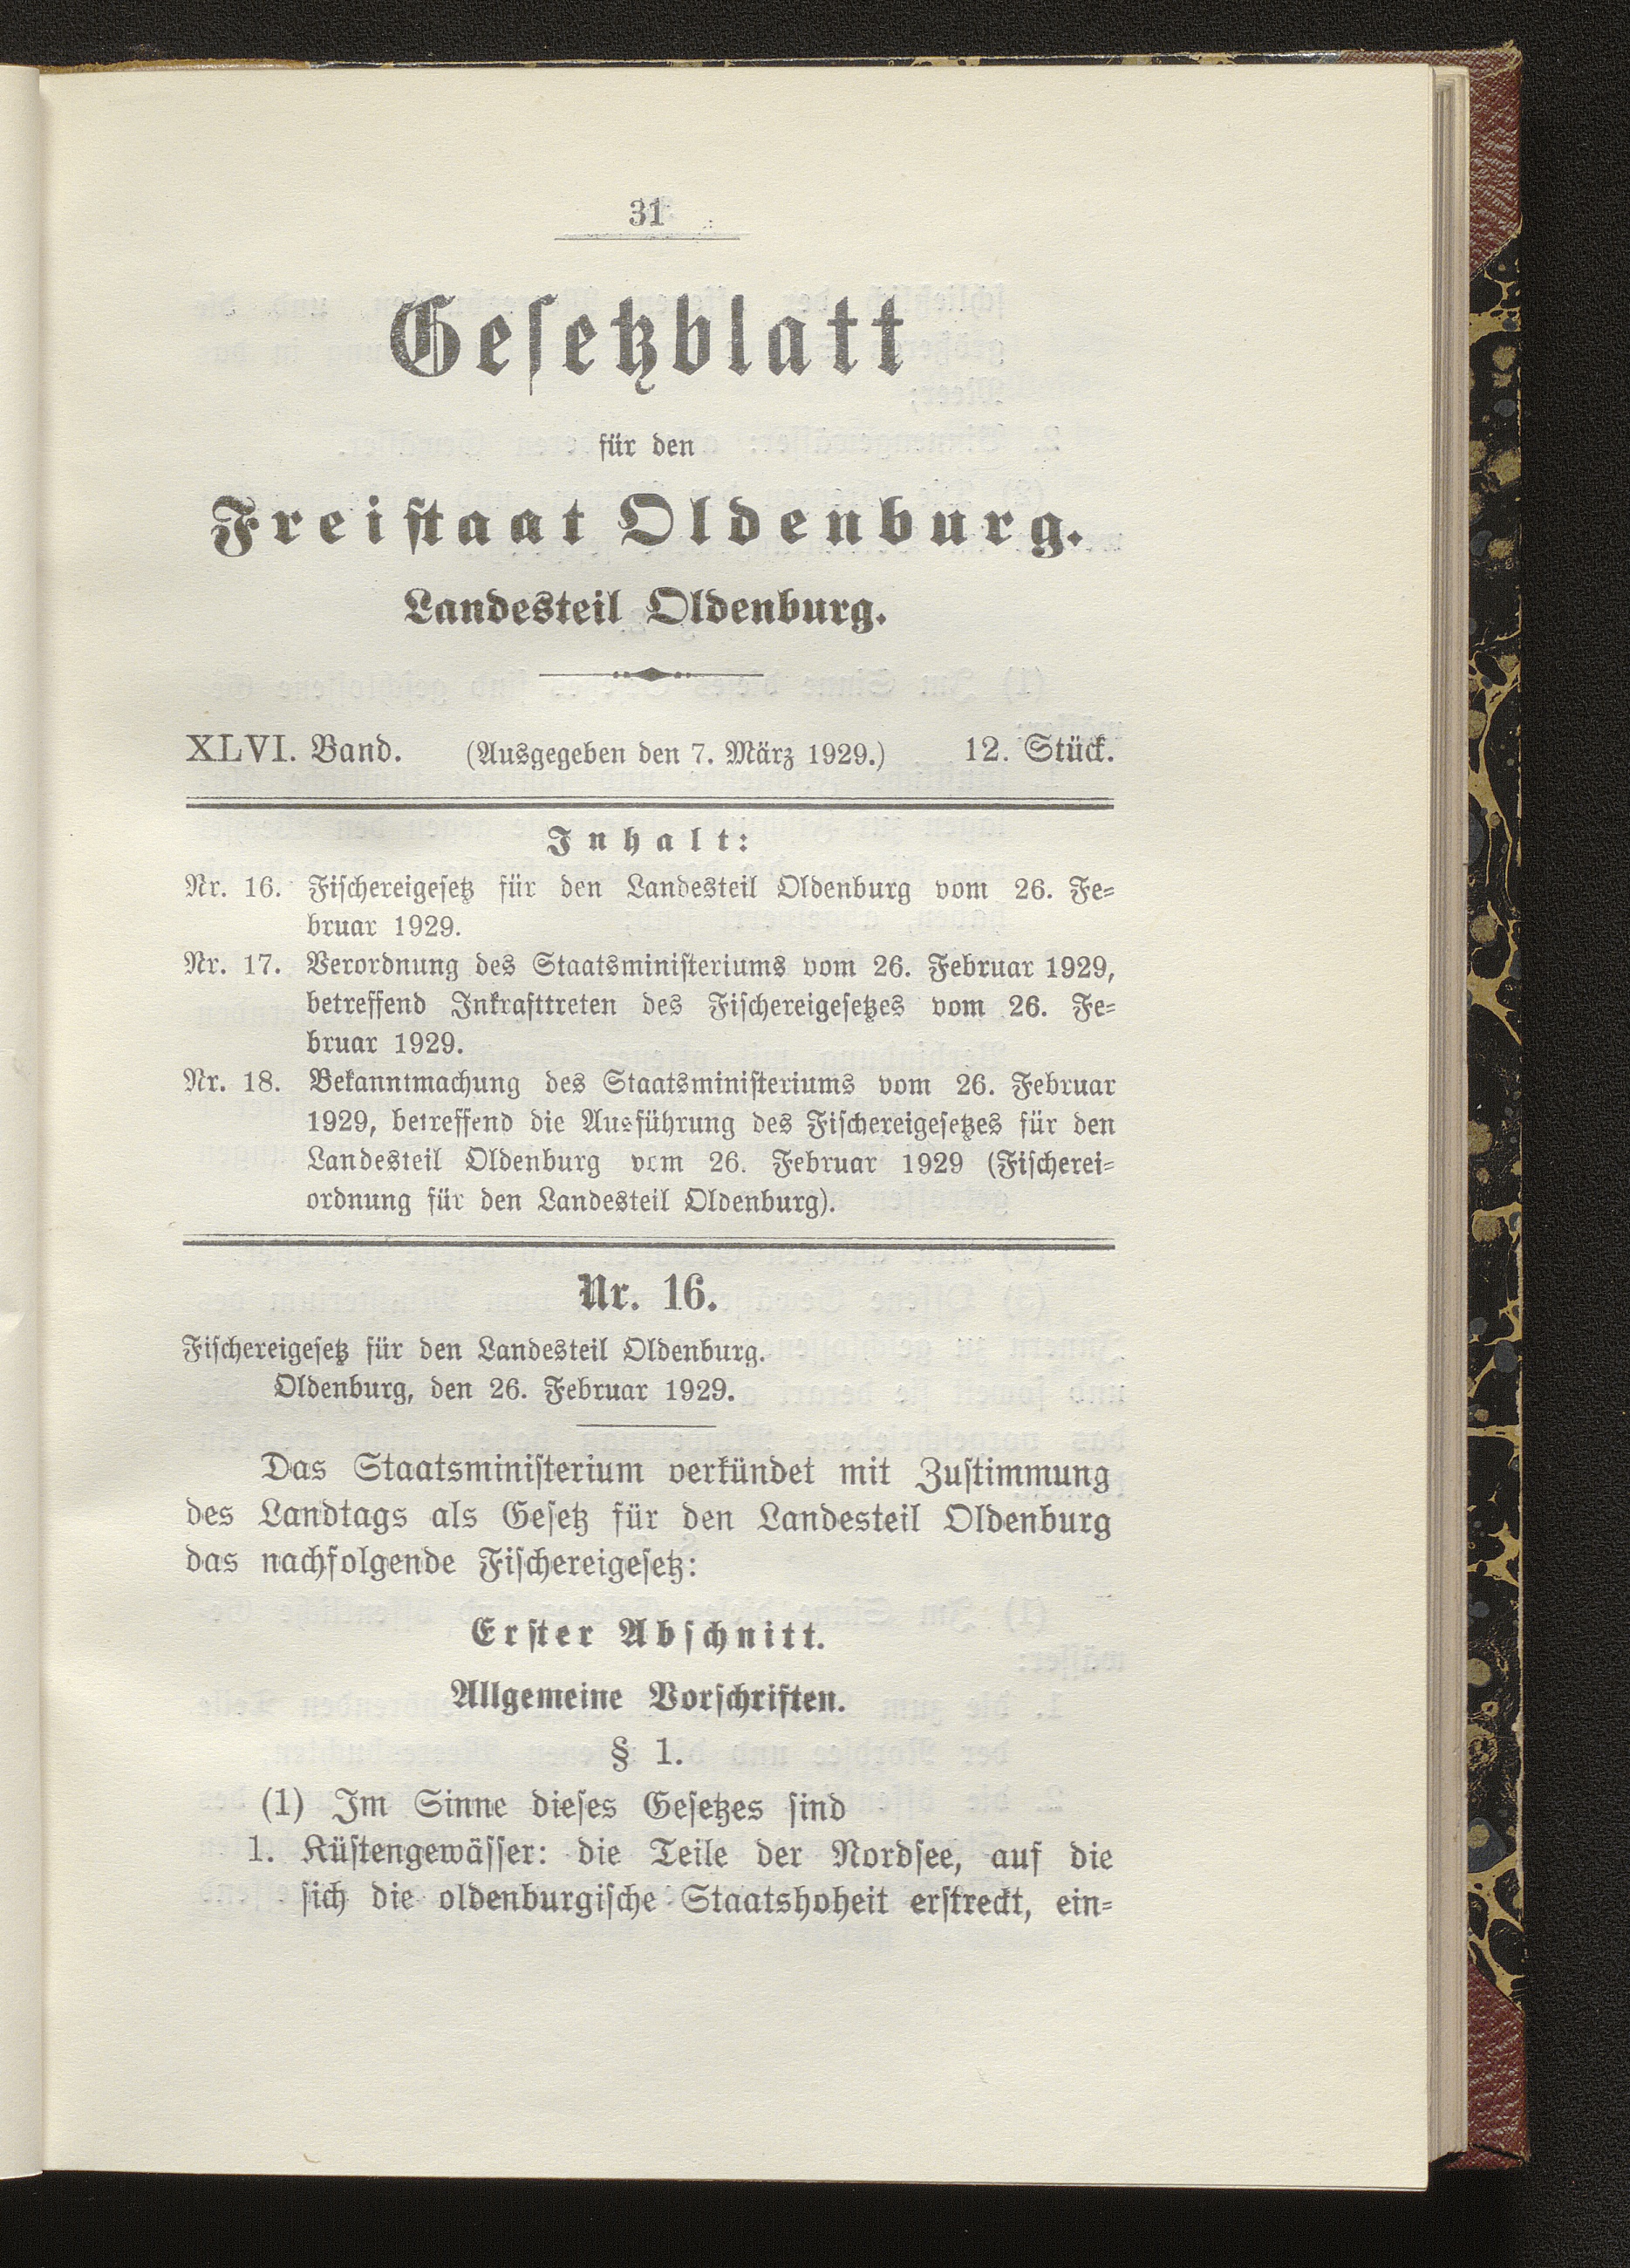 31
Gesetzblatt
für den
Freistaat Oldenburg.
Landesteil Oldenburg.
XLVI. Band. (Ausgegeben den 7. März 1929.) 12. Stück.
Inhalt:
Nr. 16. Fischereigesetz für den Landesteil Oldenburg vom 26. Fe-
bruar 1929.
Nr. 17. Verordnung des Staatsministeriums vom 26. Februar 1929,
betreffend Inkrafttreten des Fischereigesetzes vom 26. Fe-
bruar 1929.
Nr. 18. Bekanntmachung des Staatsministeriums vom 26. Februar
1929, betreffend die Ausführung des Fischereigesetzes für den
Landesteil Oldenburg vom 26. Februar 1929 (Fischerei-
ordnung für den Landesteil Oldenburg).
Nr. 16.
Fischereigesetz für den Landesteil Oldenburg.
Oldenburg, den 26. Februar 1929.
Das Staatsministerium verkündet mit Zustimmung
des Landtags als Gesetz für den Landesteil Oldenburg
das nachfolgende Fischereigesetz:
Erster Abschnitt.
Allgemeine Vorschriften.
§ 1.
(1) Im Sinne dieses Gesetzes sind
1. Küstengewässer: die Teile der Nordsee, auf die
sich die oldenburgische Staatshoheit erstreckt, ein-